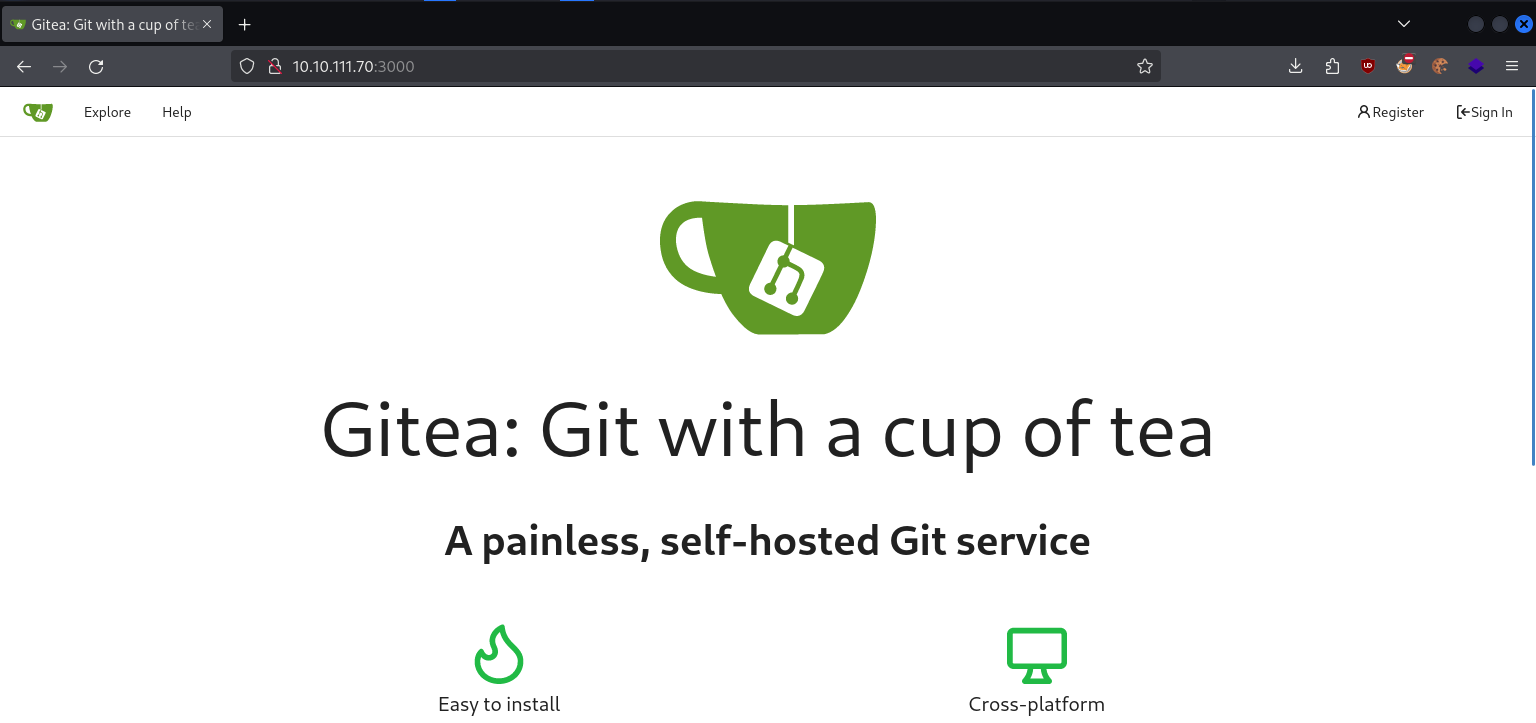 Gitea: Git with a cup of te
10.10.111.70:3000
Explore
Help
Register
Sign In
Gitea: Git with a cup of tea
A painless, self-hosted Git service
Easy to install
Cross-platform